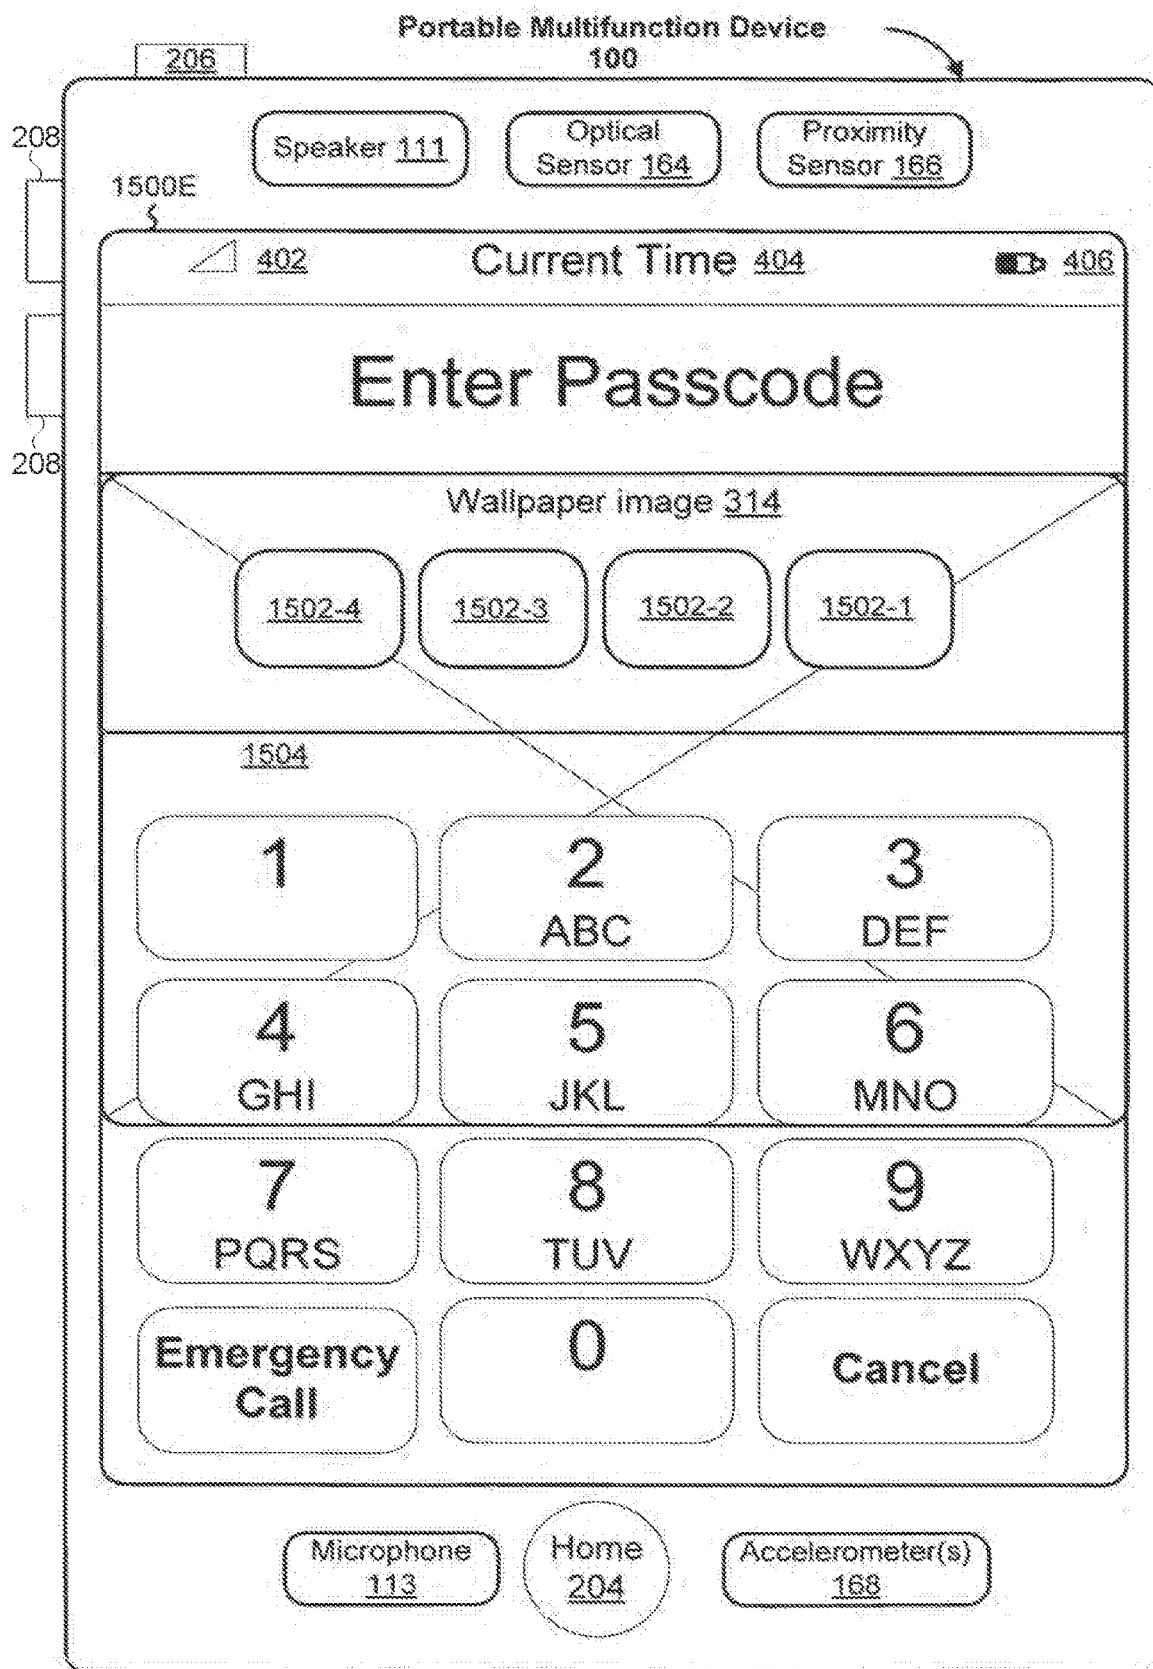 Portable Multifunction Device
100
206
208
Speaker 111
Optical
Sensor 164
Proximity
Sensor 166
1500E
402
Current Time 404
406
Enter Passcode
208
Wallpaper image 314
1502-4
1502-3
1502-2
1502-1
1504
1
2
ABC
3
DEF
4
GHI
5
JKL
6
MNO
7
PQRS
8
TUV
9
WXYZ
Emergency
Call
0
Cancel
Microphone
113
Home
204
Accelerometer(s)
168